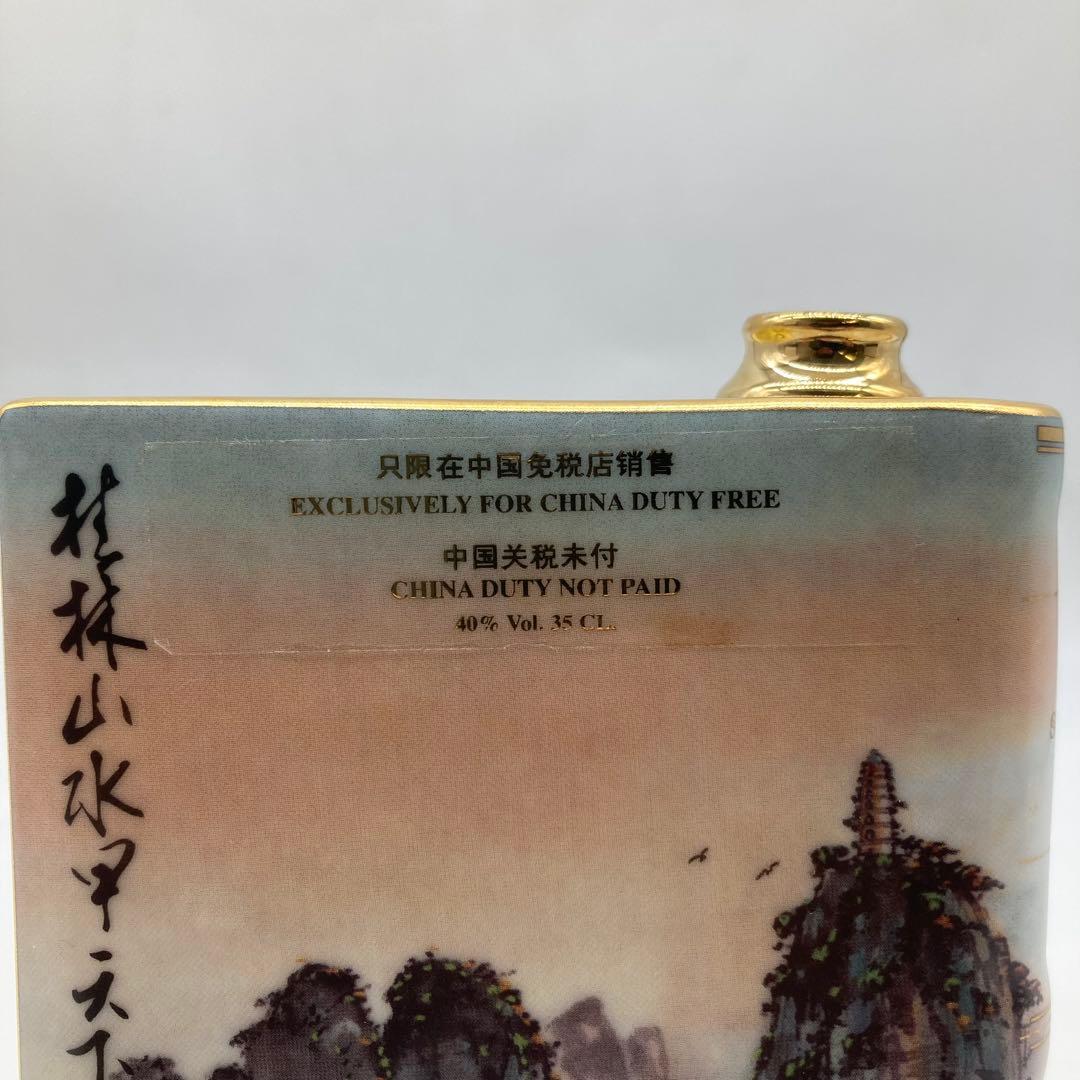 只限在中国免税店销售
EXCLUSIVELY FOR CHINA DUTY FREE
中国关税未付
CHINA DUTY NOT PAID
40% Vol. 35 CL.
桂林山水甲天下